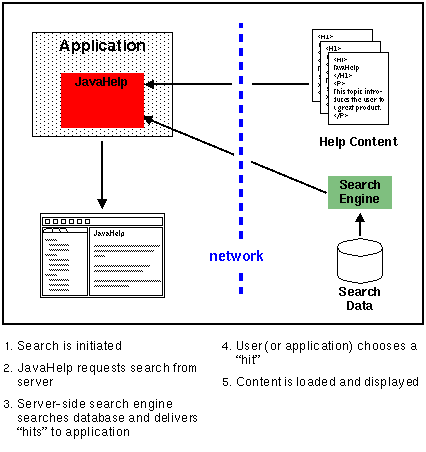 Application
JavaHelp
<H1>
<H1>
<H1>
JavaHelp
</H1>
<P>
This topic intro-
duces the user to
a great product.
</P>
Help Content
Search
Engine
JavaHelp
network
Search
Data
1. Search is initiated
2. JavaHelp requests search from
server
3. Server-side search engine
searches database and delivers
“hits” to application
4. User (or application) chooses a
“hit”
5. Content is loaded and displayed